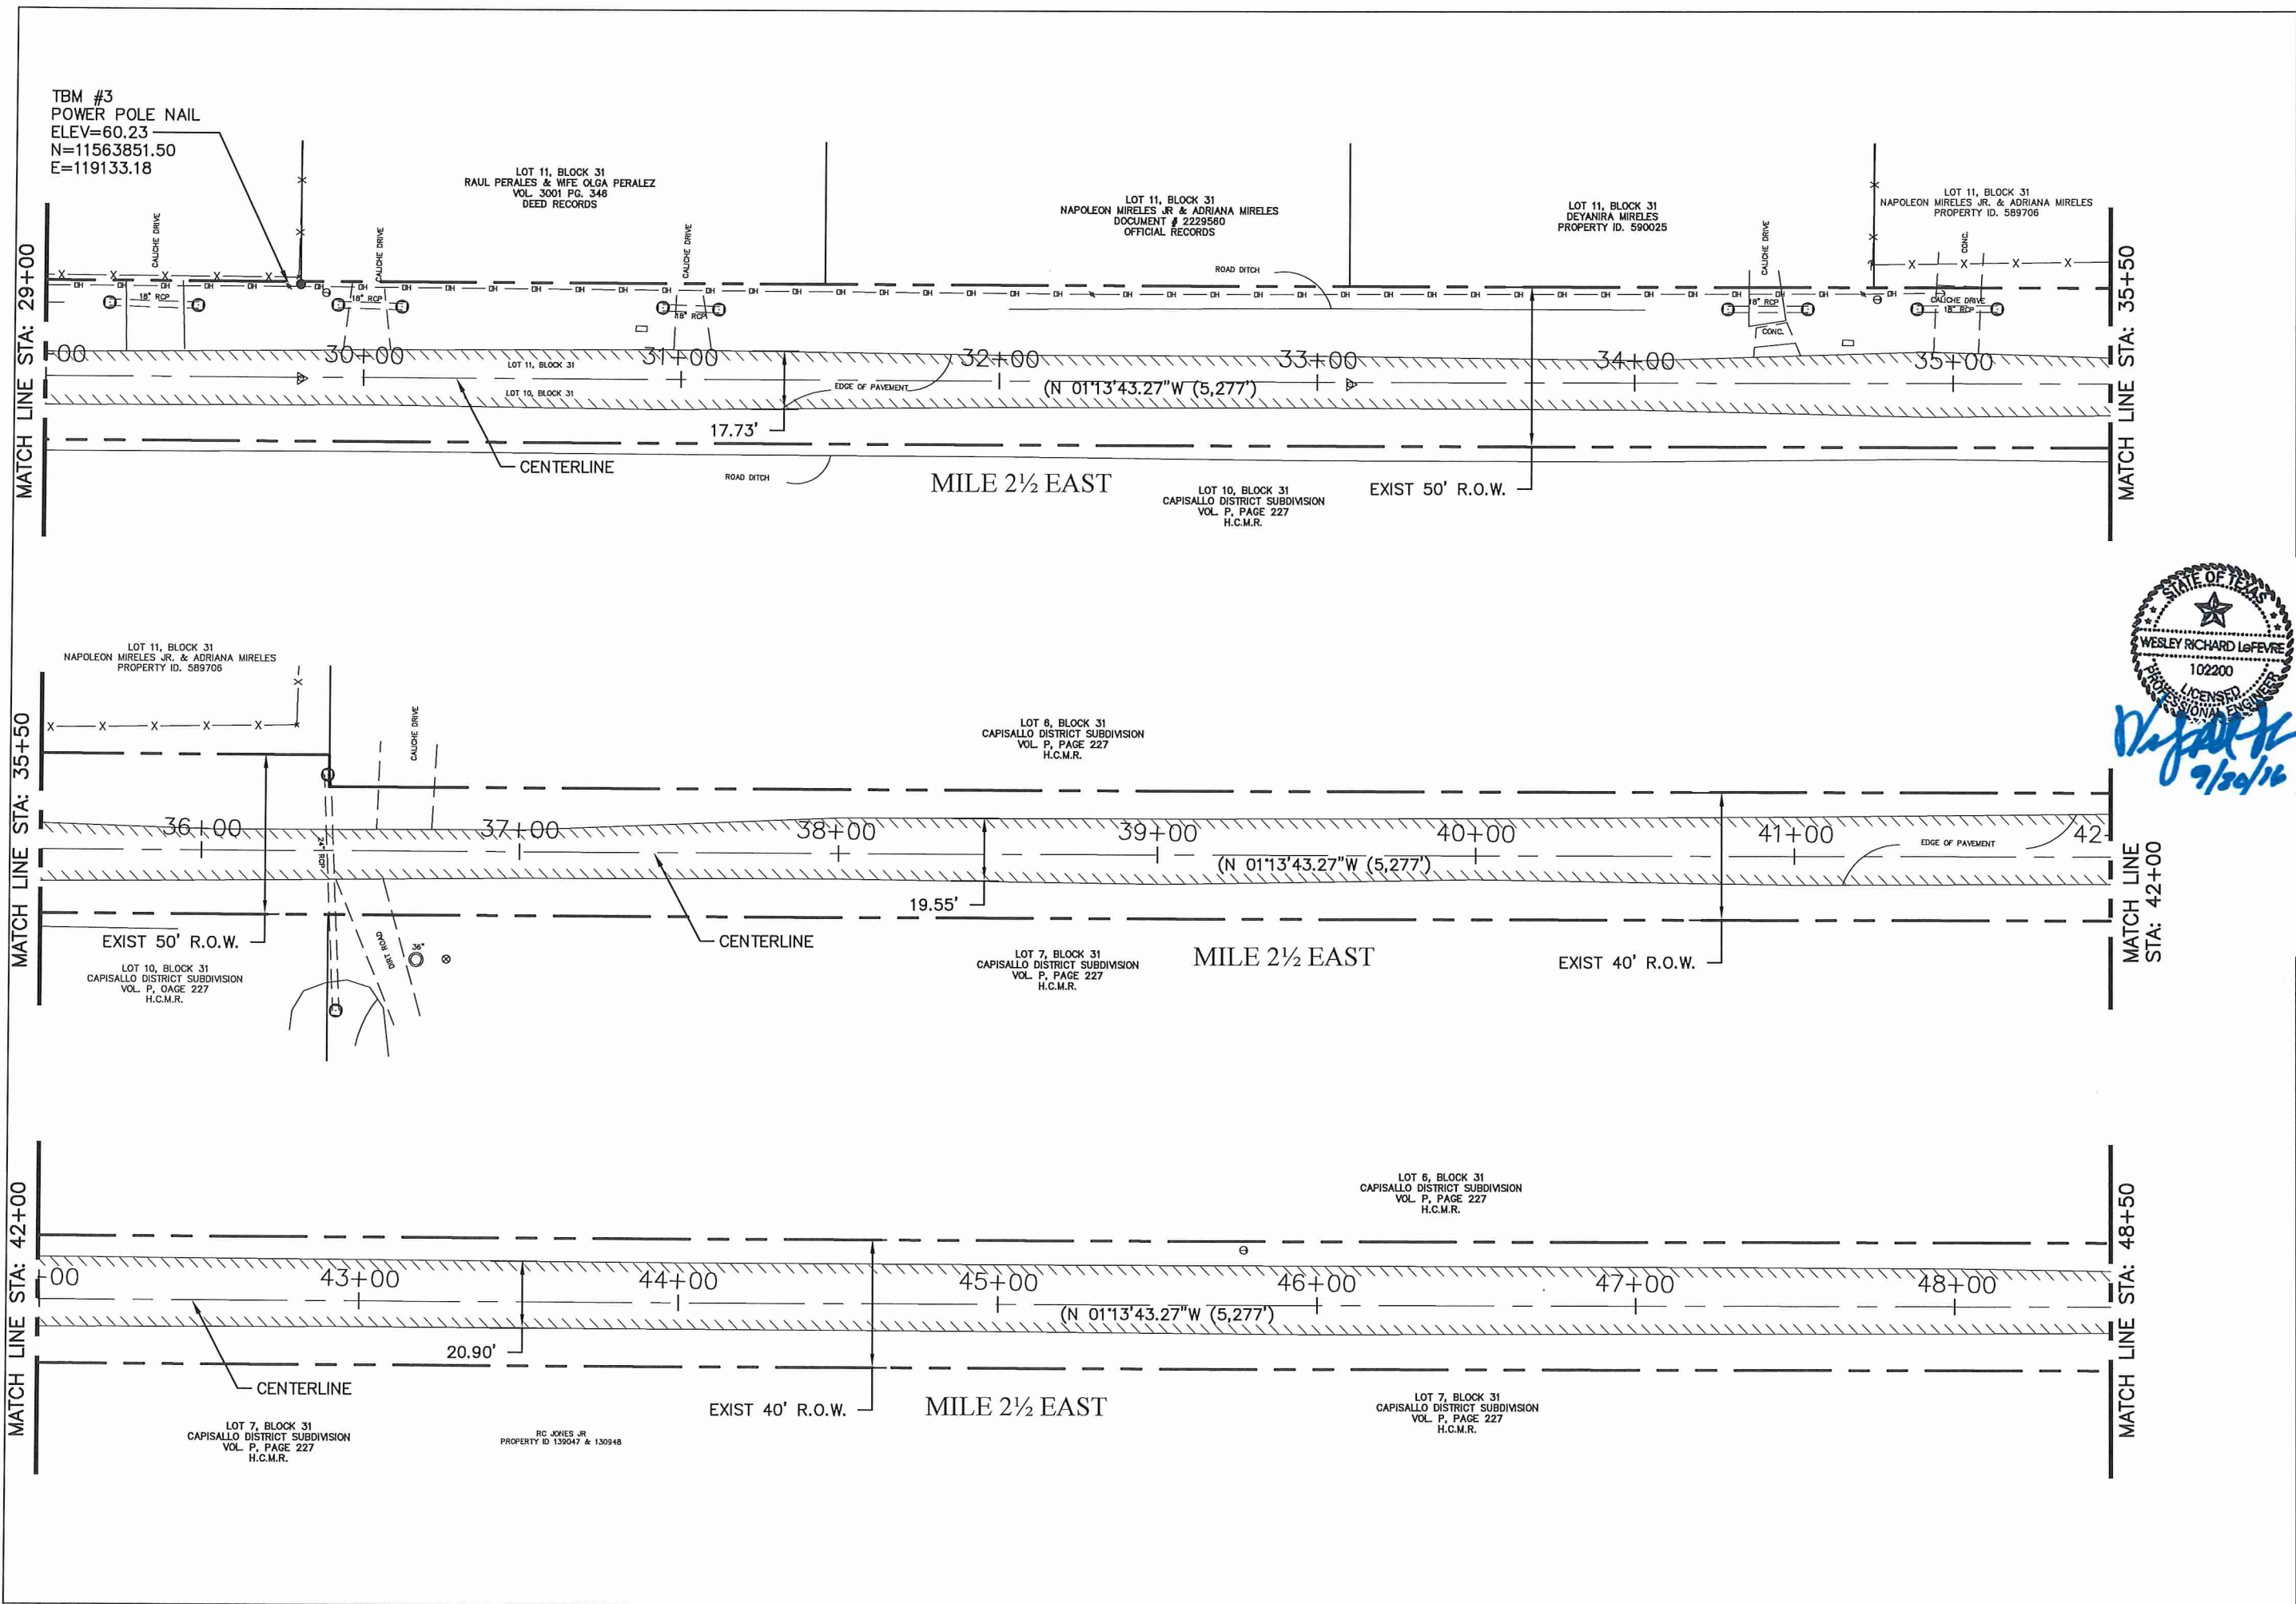 TBM #3
POWER POLE NAIL
ELEV=60.23
N=11563851.50
E=119133.18
LOT 11, BLOCK 31
RAUL PERALES & WIFE OLGA PERALEZ
VOL. 3001 PG. 346
DEED RECORDS
LOT 11, BLOCK 31
NAPOLEON MIRELES JR & ADRIANA MIRELES
DOCUMENT # 2229560
OFFICIAL RECORDS
LOT 11, BLOCK 31
DEYANIRA MIRELES
PROPERTY ID. 590025
LOT 11, BLOCK 31
NAPOLEON MIRELES JR. & ADRIANA MIRELES
PROPERTY ID. 589706
MATCH LINE STA: 29+00
CALICHE DRIVE
CALICHE DRIVE
CALICHE DRIVE
CALICHE DRIVE
CONC.
ROAD DITCH
18" RCP
18" RCP
18" RCP
18" RCP
CONC.
CALICHE DRIVE
18" RCP
+00
30+00
31+00
32+00
33+00
34+00
35+00
LOT 11, BLOCK 31
LOT 10, BLOCK 31
EDGE OF PAVEMENT
(N 01°13'43.27"W (5,277')
17.73'
CENTERLINE
ROAD DITCH
MILE 2½ EAST
LOT 10, BLOCK 31
CAPISALLO DISTRICT SUBDIVISION
VOL. P, PAGE 227
H.C.M.R.
EXIST 50' R.O.W.
MATCH LINE STA: 35+50
STATE OF TEXAS
WESLEY RICHARD LeFEVRE
102200
LICENSED
PROFESSIONAL ENGINEER
9/30/16
LOT 11, BLOCK 31
NAPOLEON MIRELES JR. & ADRIANA MIRELES
PROPERTY ID. 589706
MATCH LINE STA: 35+50
CALICHE DRIVE
LOT 6, BLOCK 31
CAPISALLO DISTRICT SUBDIVISION
VOL. P, PAGE 227
H.C.M.R.
36+00
37+00
38+00
39+00
40+00
41+00
42+
24" RCP
EDGE OF PAVEMENT
(N 01°13'43.27"W (5,277')
19.55'
EXIST 50' R.O.W.
CENTERLINE
DIRT ROAD
36"
LOT 10, BLOCK 31
CAPISALLO DISTRICT SUBDIVISION
VOL. P, OAGE 227
H.C.M.R.
LOT 7, BLOCK 31
CAPISALLO DISTRICT SUBDIVISION
VOL. P, PAGE 227
H.C.M.R.
MILE 2½ EAST
EXIST 40' R.O.W.
MATCH LINE
STA: 42+00
MATCH LINE STA: 42+00
LOT 6, BLOCK 31
CAPISALLO DISTRICT SUBDIVISION
VOL. P, PAGE 227
H.C.M.R.
+00
43+00
44+00
45+00
46+00
47+00
48+00
(N 01°13'43.27"W (5,277')
20.90'
CENTERLINE
EXIST 40' R.O.W.
MILE 2½ EAST
LOT 7, BLOCK 31
CAPISALLO DISTRICT SUBDIVISION
VOL. P, PAGE 227
H.C.M.R.
RC JONES JR
PROPERTY ID 139047 & 130948
LOT 7, BLOCK 31
CAPISALLO DISTRICT SUBDIVISION
VOL. P, PAGE 227
H.C.M.R.
MATCH LINE STA: 48+50